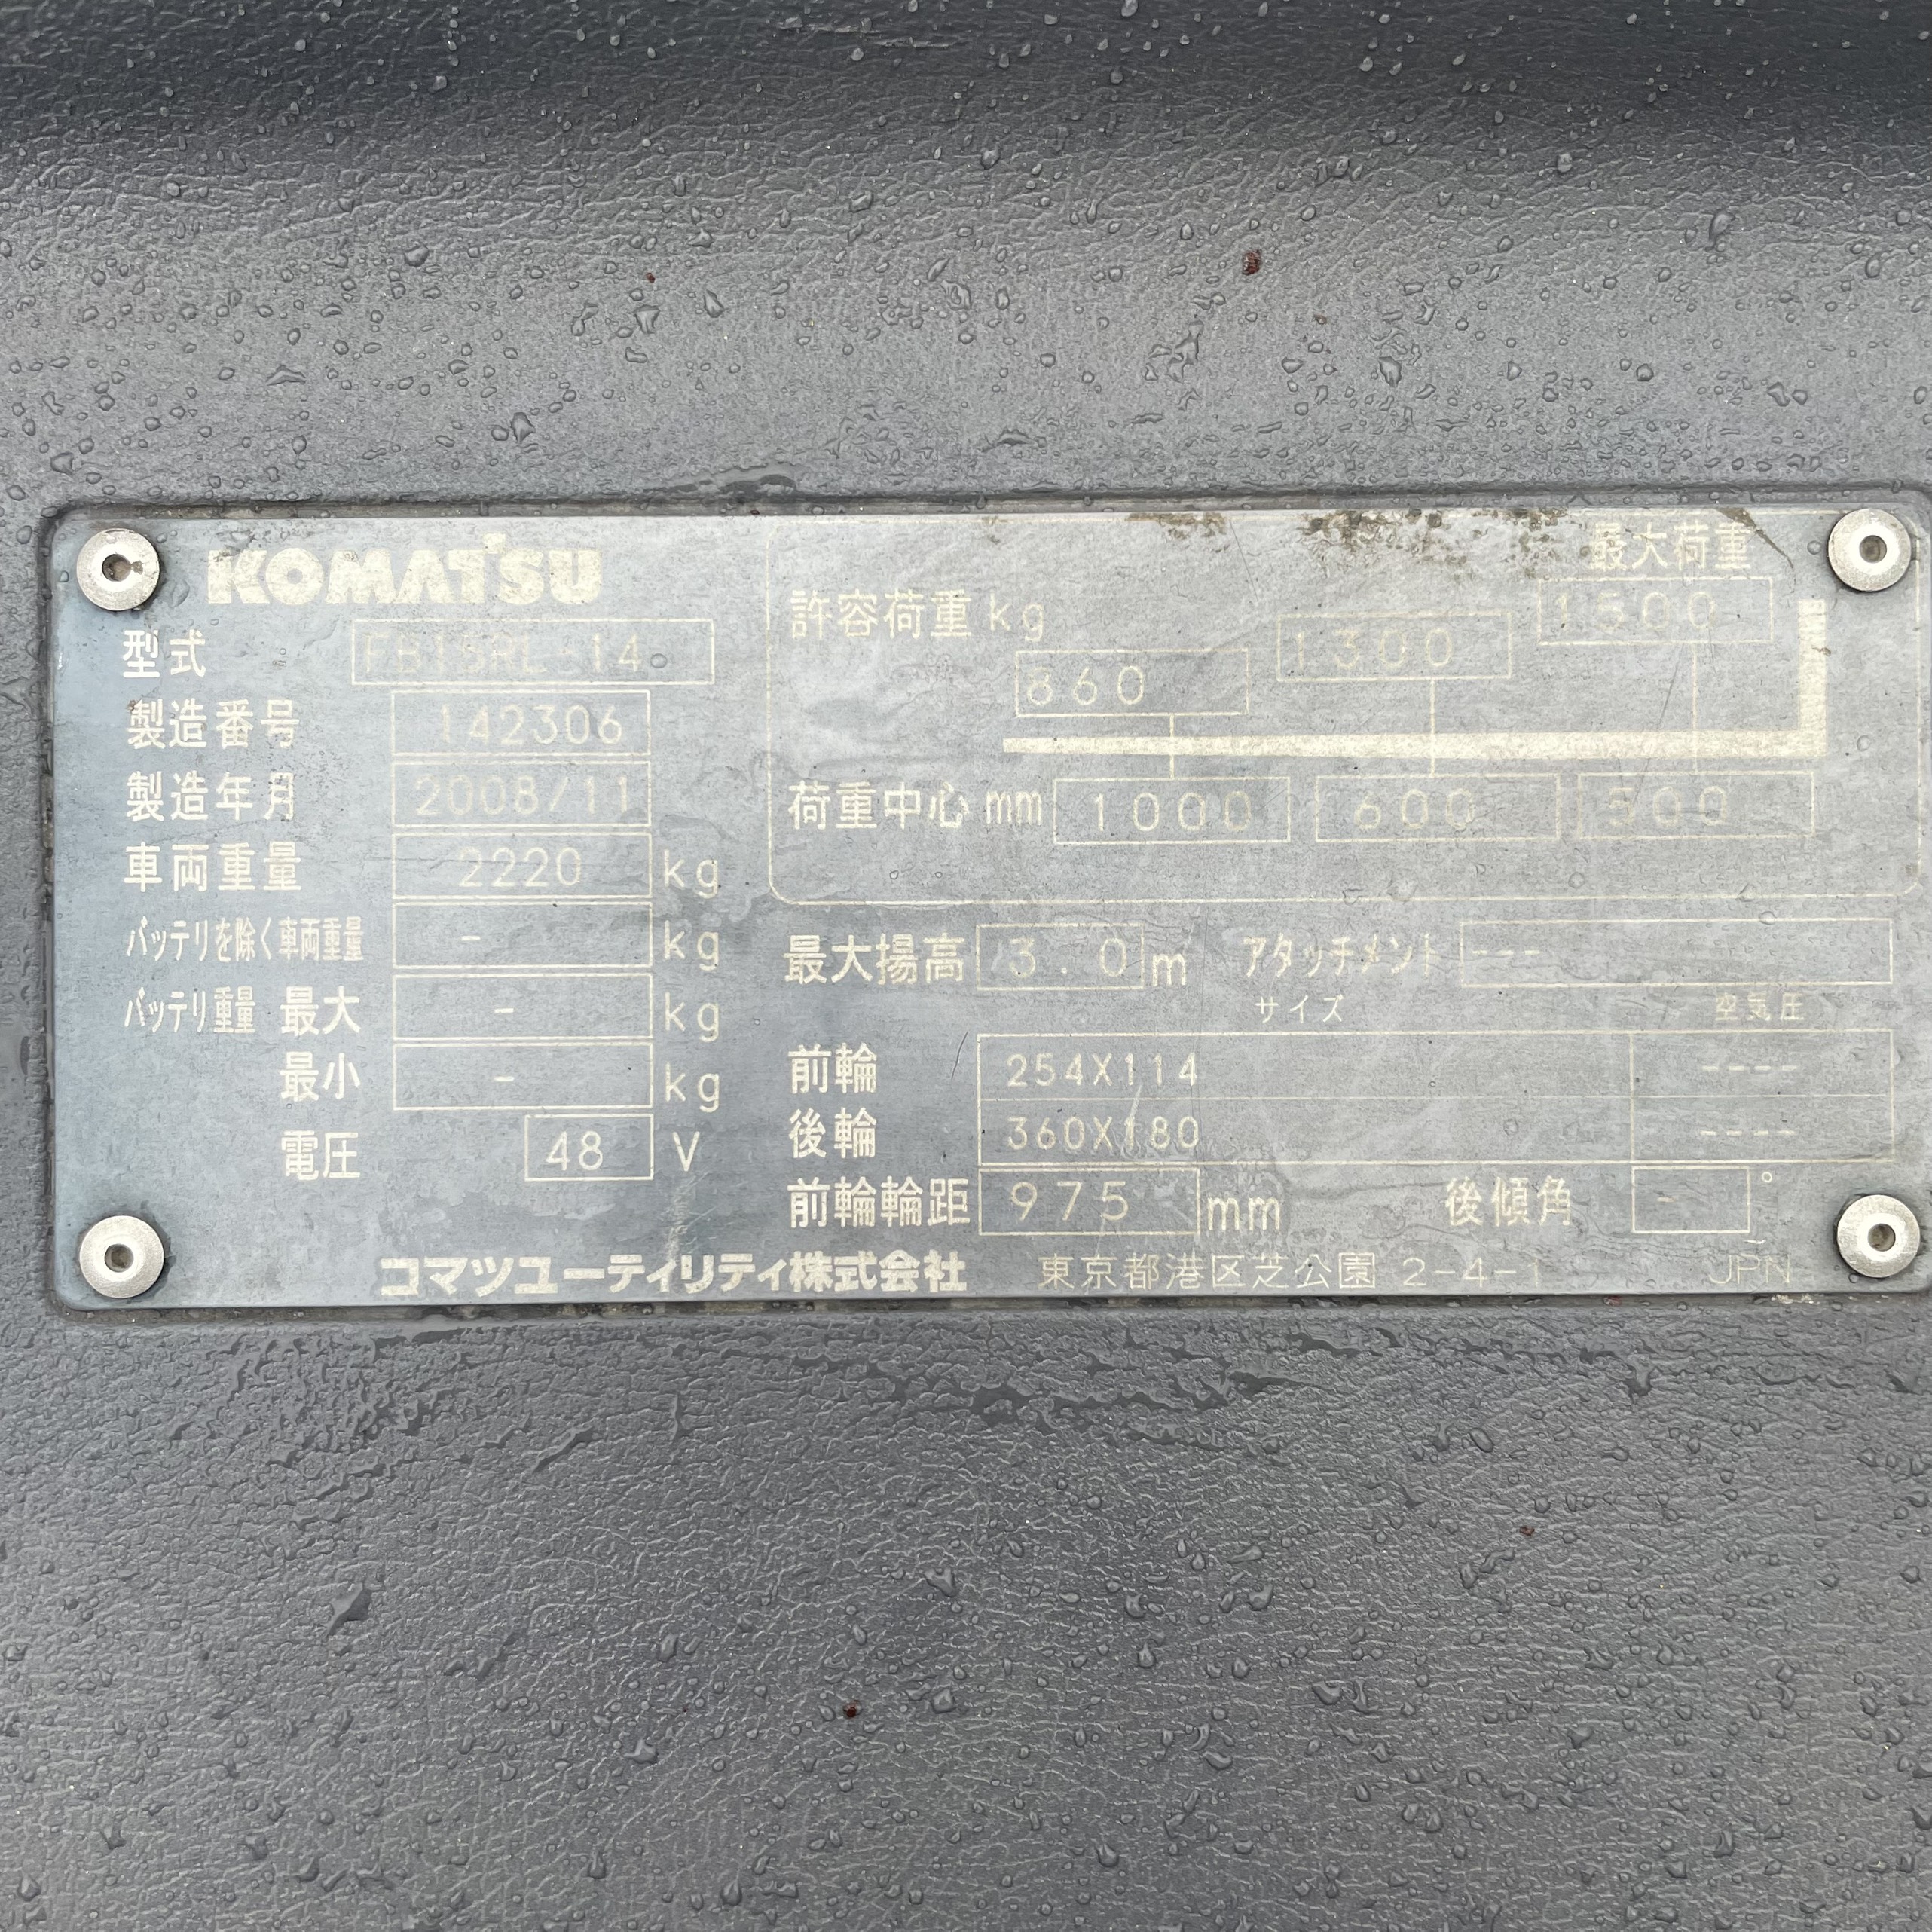 KOMATSU
型式 FB15RL-14
製造番号 142306
製造年月 2008/11
車両重量 2220 kg
バッテリを除く車両重量 - kg
バッテリ重量 最大 - kg
最小 - kg
電圧 48 V
最大荷重
許容荷重 kg 860 1300 1500
荷重中心 mm 1000 600 500
最大揚高 3.0 m アタッチメント ---
サイズ 空気圧
前輪 254X114 ----
後輪 360X180 ----
前輪輪距 975 mm 後傾角 - °
コマツユーティリティ株式会社 東京都港区芝公園 2-4-1 JPN